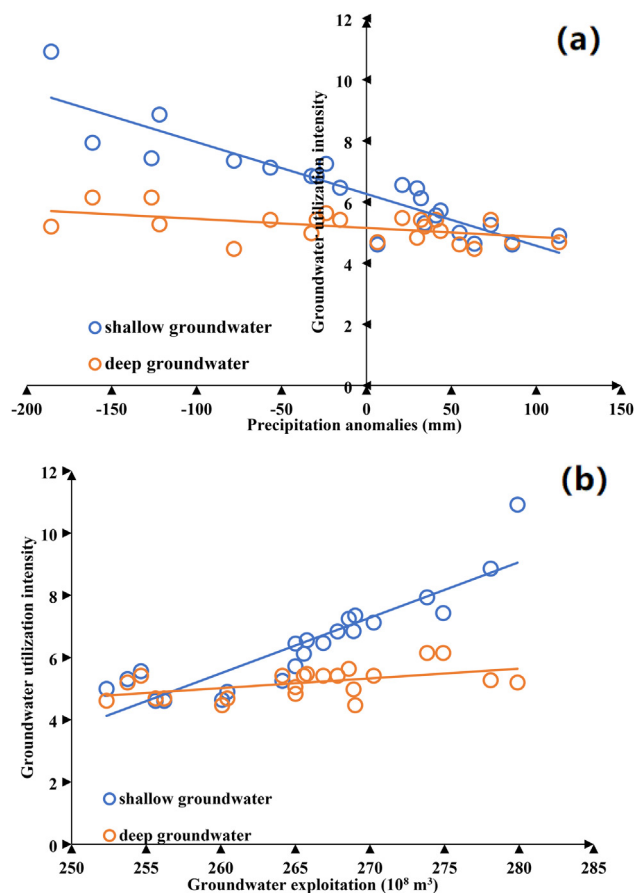 (a)
12
10
8
6
4
2
0
Groundwater utilization intensity
shallow groundwater
deep groundwater
-200 -150 -100 -50 0 50 100 150
Precipitation anomalies (mm)
(b)
12
10
8
6
4
2
0
Groundwater utilization intensity
shallow groundwater
deep groundwater
250 255 260 265 270 275 280 285
Groundwater exploitation (10⁸ m³)